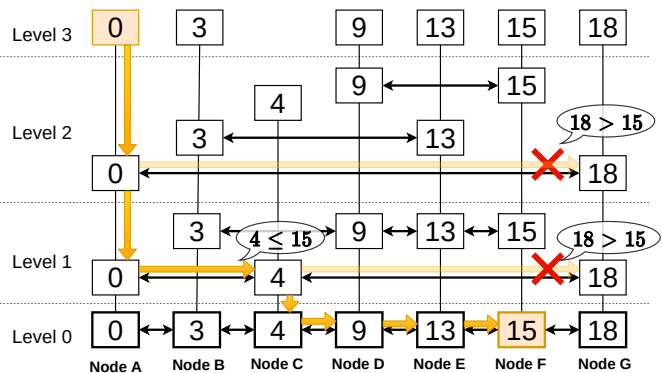 Level 3 0 3 9 13 15 18
9 15
4
18 > 15
Level 2
3 13
0 18
3 9 13 15
4 ≤ 15 18 > 15
Level 1
0 4 18
Level 0 0 3 4 9 13 15 18
Node A Node B Node C Node D Node E Node F Node G